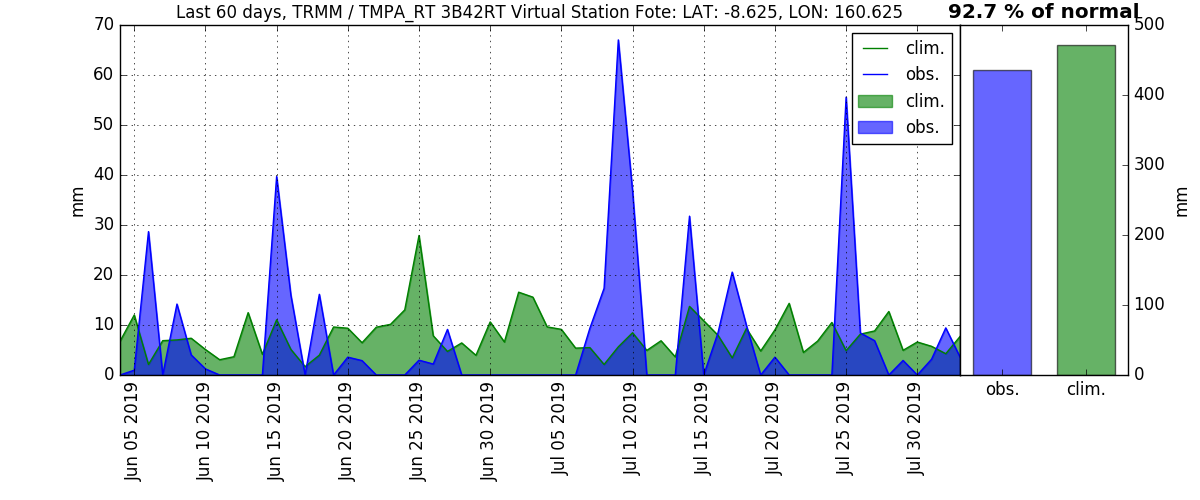 Last 60 days, TRMM / TMPA_RT 3B42RT Virtual Station Fote: LAT: -8.625, LON: 160.625
92.7 % of normal
70
60
50
40
30
20
10
0
mm
clim.
obs.
clim.
obs.
500
400
300
200
100
0
mm
Jun 05 2019
Jun 10 2019
Jun 15 2019
Jun 20 2019
Jun 25 2019
Jun 30 2019
Jul 05 2019
Jul 10 2019
Jul 15 2019
Jul 20 2019
Jul 25 2019
Jul 30 2019
obs.
clim.